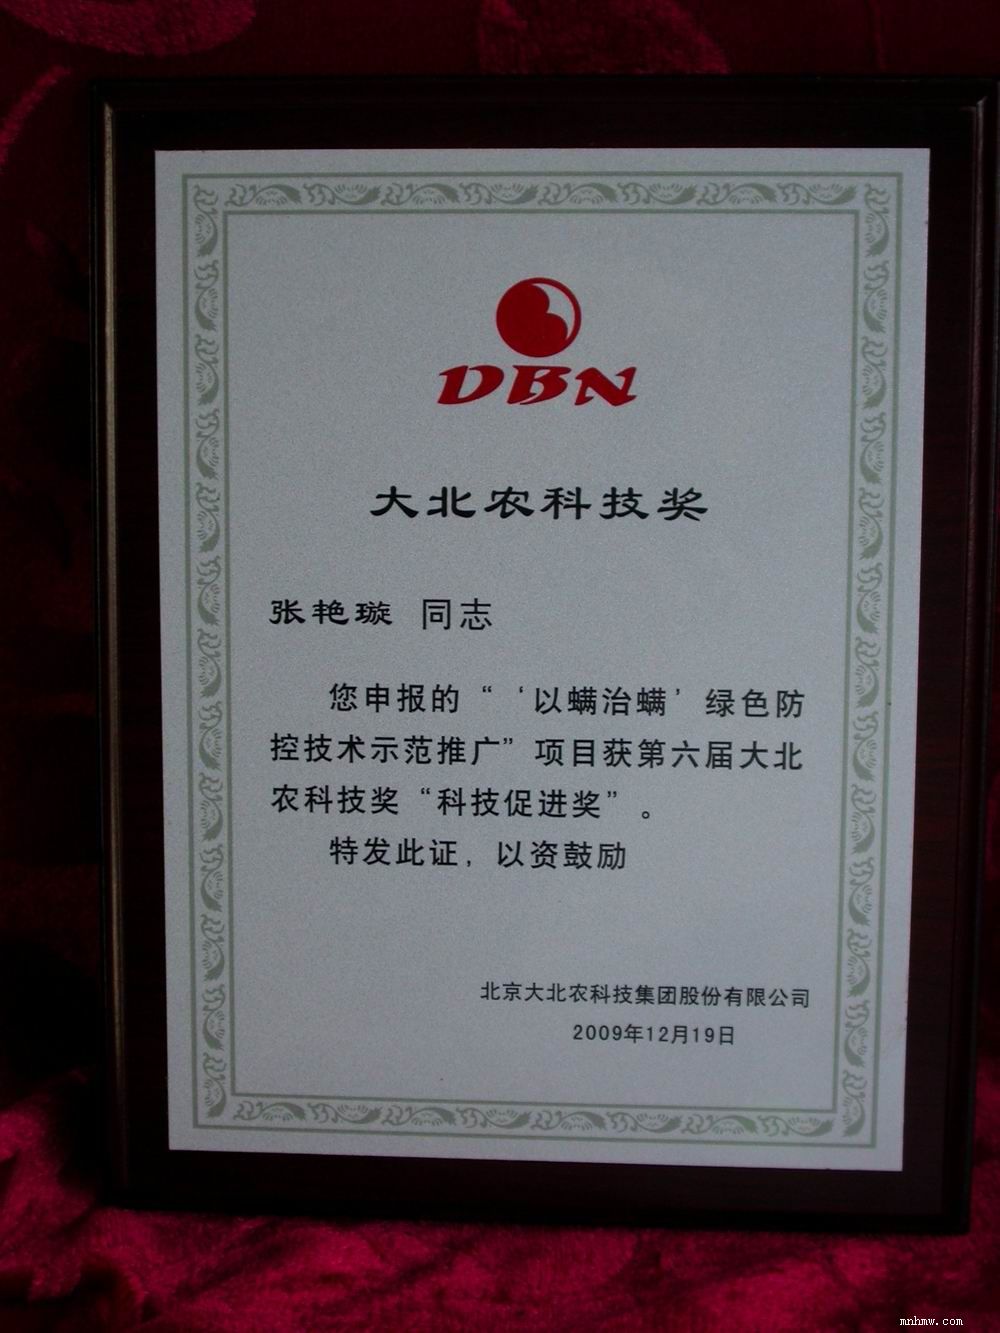 DBN
大北农科技奖
张艳璇 同志
您申报的“‘以螨治螨’绿色防
控技术示范推广”项目获第六届大北
农科技奖“科技促进奖”。
特发此证，以资鼓励
北京大北农科技集团股份有限公司
2009年12月19日
mnhmw.com